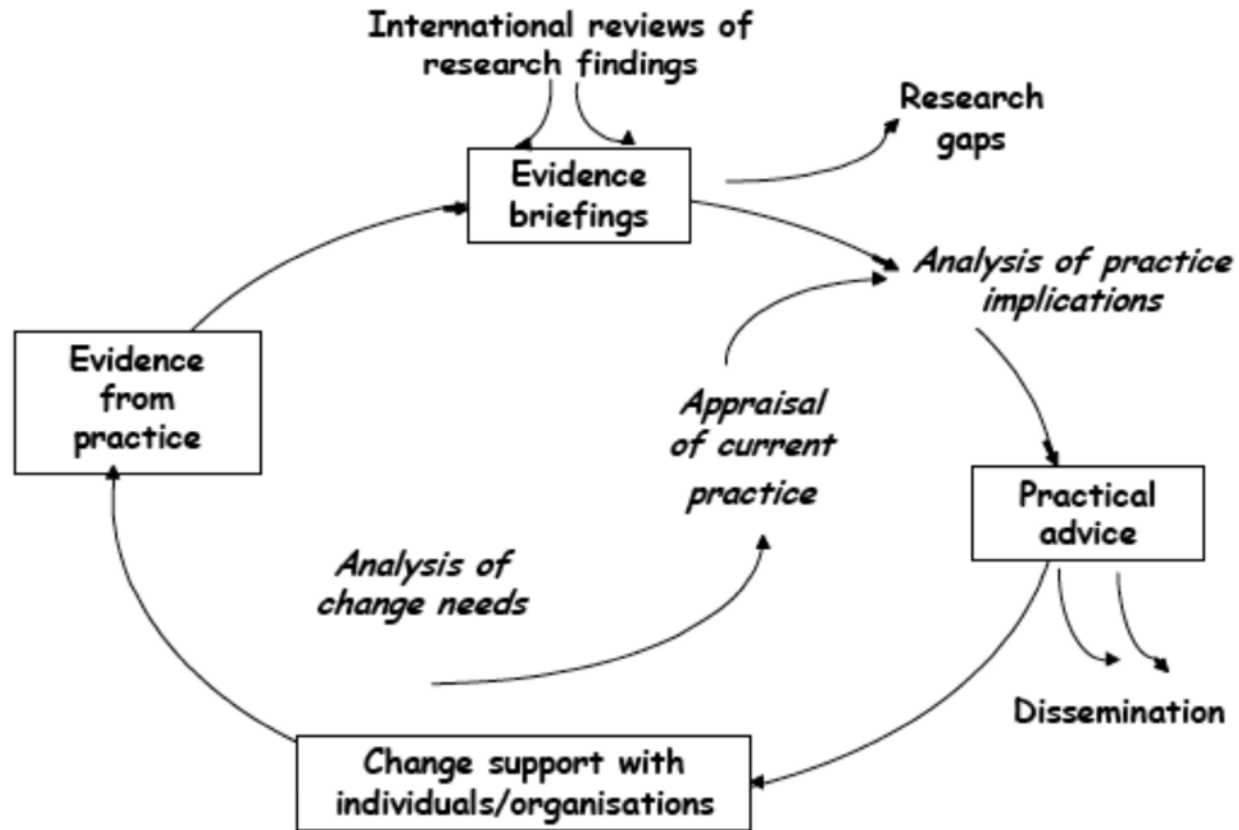 International reviews of
research findings
Research
gaps
Evidence
briefings
Analysis of practice
implications
Evidence
from
practice
Appraisal
of current
practice
Practical
advice
Analysis of
change needs
Dissemination
Change support with
individuals/organisations